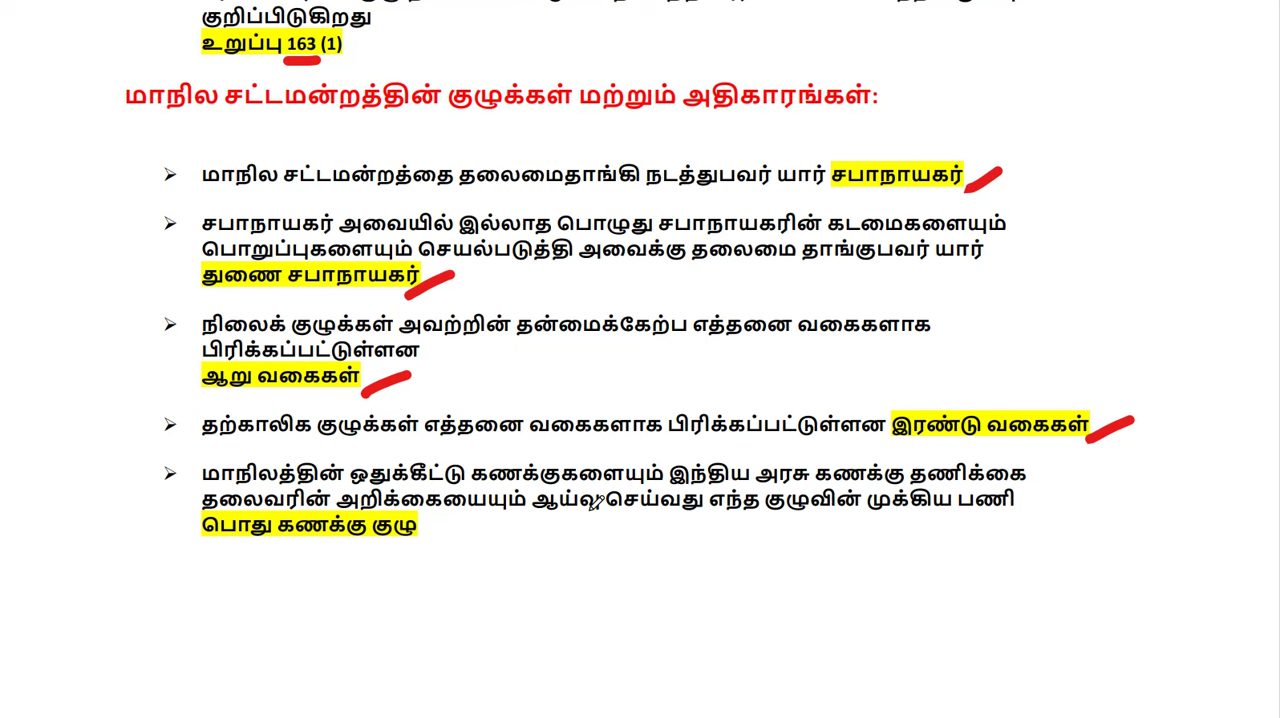 குறிப்பிடுகிறது
உறுப்பு 163 (1)
மாநில சட்டமன்றத்தின் குழுக்கள் மற்றும் அதிகாரங்கள்:
➢ மாநில சட்டமன்றத்தை தலைமைதாங்கி நடத்துபவர் யார் சபாநாயகர்
➢ சபாநாயகர் அவையில் இல்லாத பொழுது சபாநாயகரின் கடமைகளையும்
பொறுப்புகளையும் செயல்படுத்தி அவைக்கு தலைமை தாங்குபவர் யார்
துணை சபாநாயகர்
➢ நிலைக் குழுக்கள் அவற்றின் தன்மைக்கேற்ப எத்தனை வகைகளாக
பிரிக்கப்பட்டுள்ளன
ஆறு வகைகள்
➢ தற்காலிக குழுக்கள் எத்தனை வகைகளாக பிரிக்கப்பட்டுள்ளன இரண்டு வகைகள்
➢ மாநிலத்தின் ஒதுக்கீட்டு கணக்குகளையும் இந்திய அரசு கணக்கு தணிக்கை
தலைவரின் அறிக்கையையும் ஆய்வு செய்வது எந்த குழுவின் முக்கிய பணி
பொது கணக்கு குழு